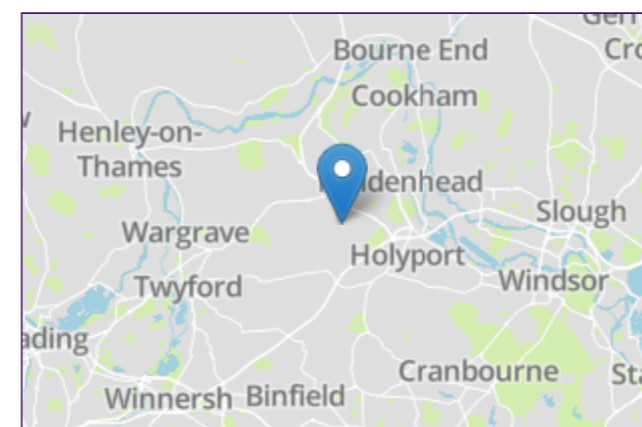 Bourne End
Cookham
Henley-on-
Thames
Slough
Wargrave
Holyport
Windsor
Twyford
Cranbourne
Winnersh
Binfield